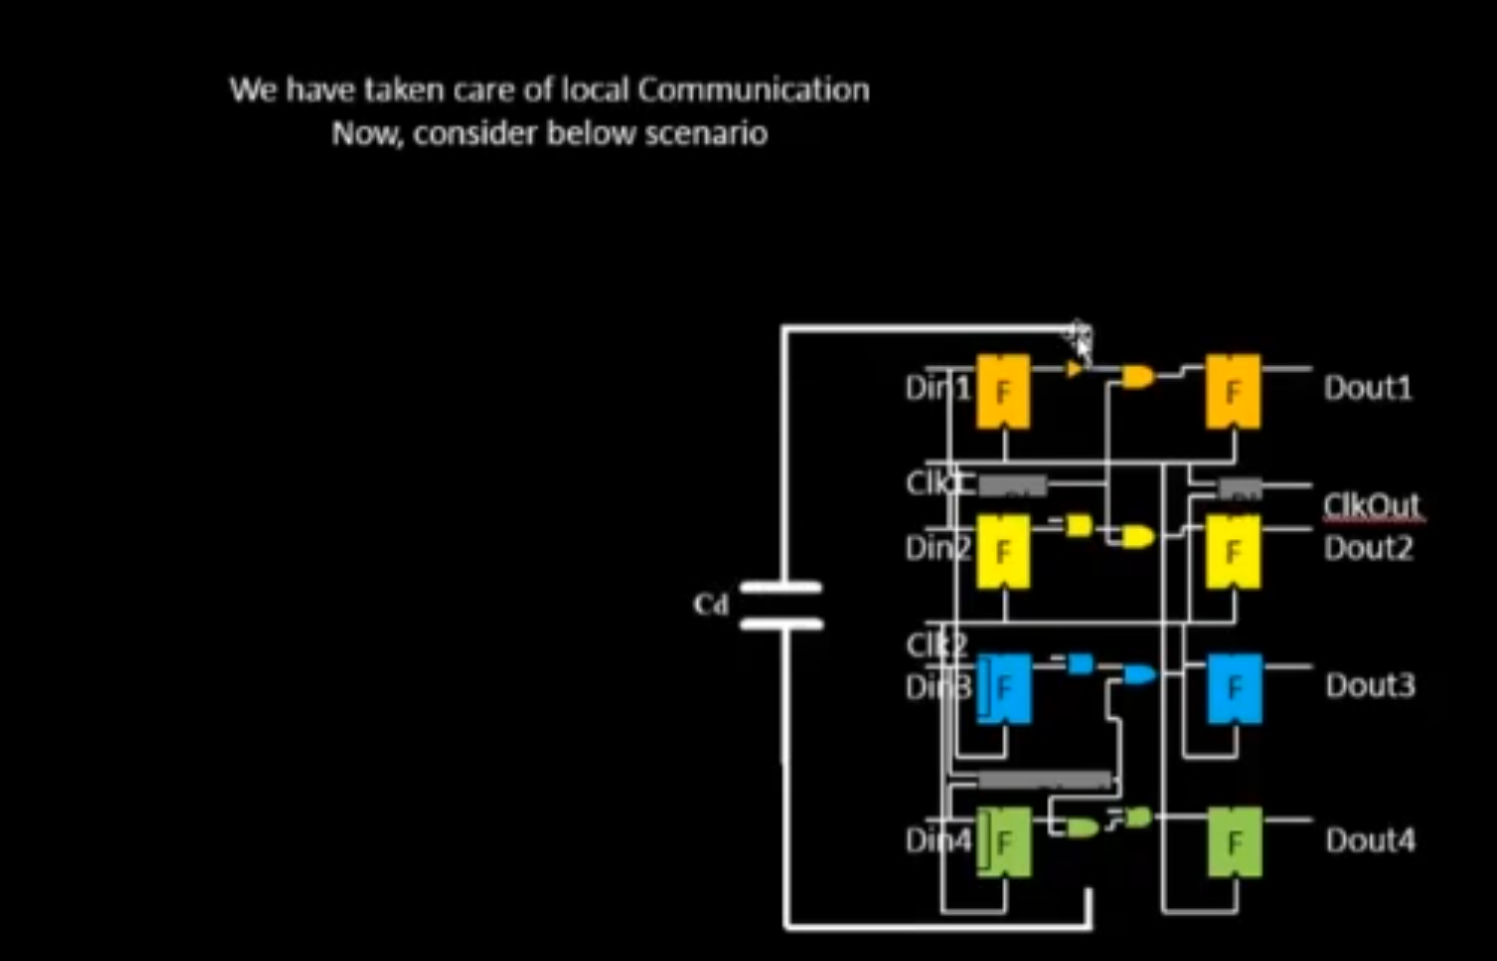 We have taken care of local Communication
Now, consider below scenario
Din1
F
F
Dout1
Clk1
ClkOut
Din2
F
F
Dout2
Cd
Clk2
Din3
F
F
Dout3
Din4
F
F
Dout4